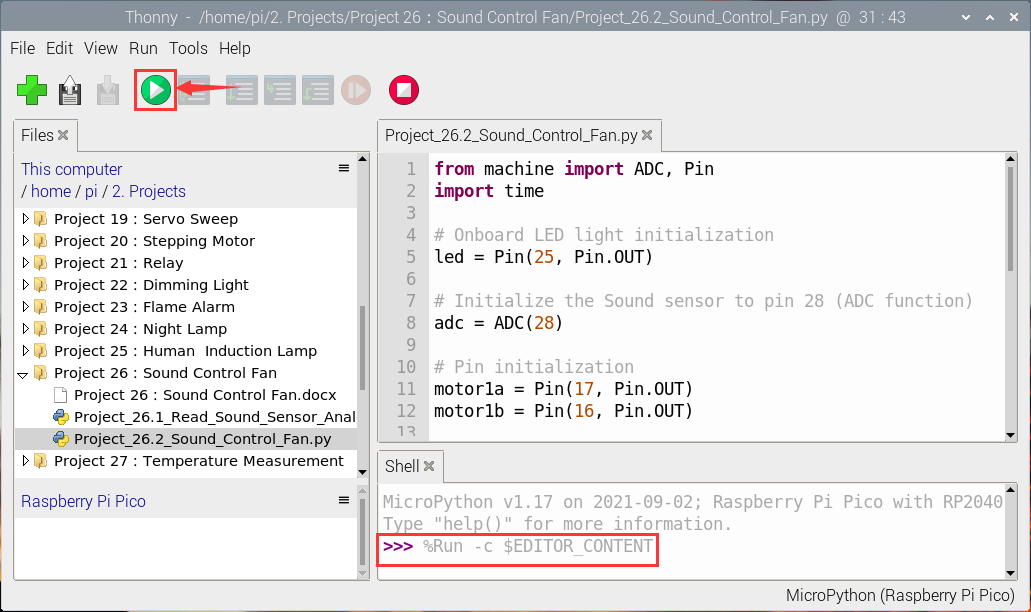 Thonny - /home/pi/2. Projects/Project 26 : Sound Control Fan/Project_26.2_Sound_Control_Fan.py @ 31 : 43
File Edit View Run Tools Help
Files
This computer
/ home / pi / 2. Projects
Project 19 : Servo Sweep
Project 20 : Stepping Motor
Project 21 : Relay
Project 22 : Dimming Light
Project 23 : Flame Alarm
Project 24 : Night Lamp
Project 25 : Human  Induction Lamp
Project 26 : Sound Control Fan
Project 26 : Sound Control Fan.docx
Project_26.1_Read_Sound_Sensor_Anal
Project_26.2_Sound_Control_Fan.py
Project 27 : Temperature Measurement
Raspberry Pi Pico
Project_26.2_Sound_Control_Fan.py
1 from machine import ADC, Pin
2 import time
3
4 # Onboard LED light initialization
5 led = Pin(25, Pin.OUT)
6
7 # Initialize the Sound sensor to pin 28 (ADC function)
8 adc = ADC(28)
9
10 # Pin initialization
11 motor1a = Pin(17, Pin.OUT)
12 motor1b = Pin(16, Pin.OUT)
13
Shell
MicroPython v1.17 on 2021-09-02; Raspberry Pi Pico with RP2040
Type "help()" for more information.
>>> %Run -c $EDITOR_CONTENT
MicroPython (Raspberry Pi Pico)